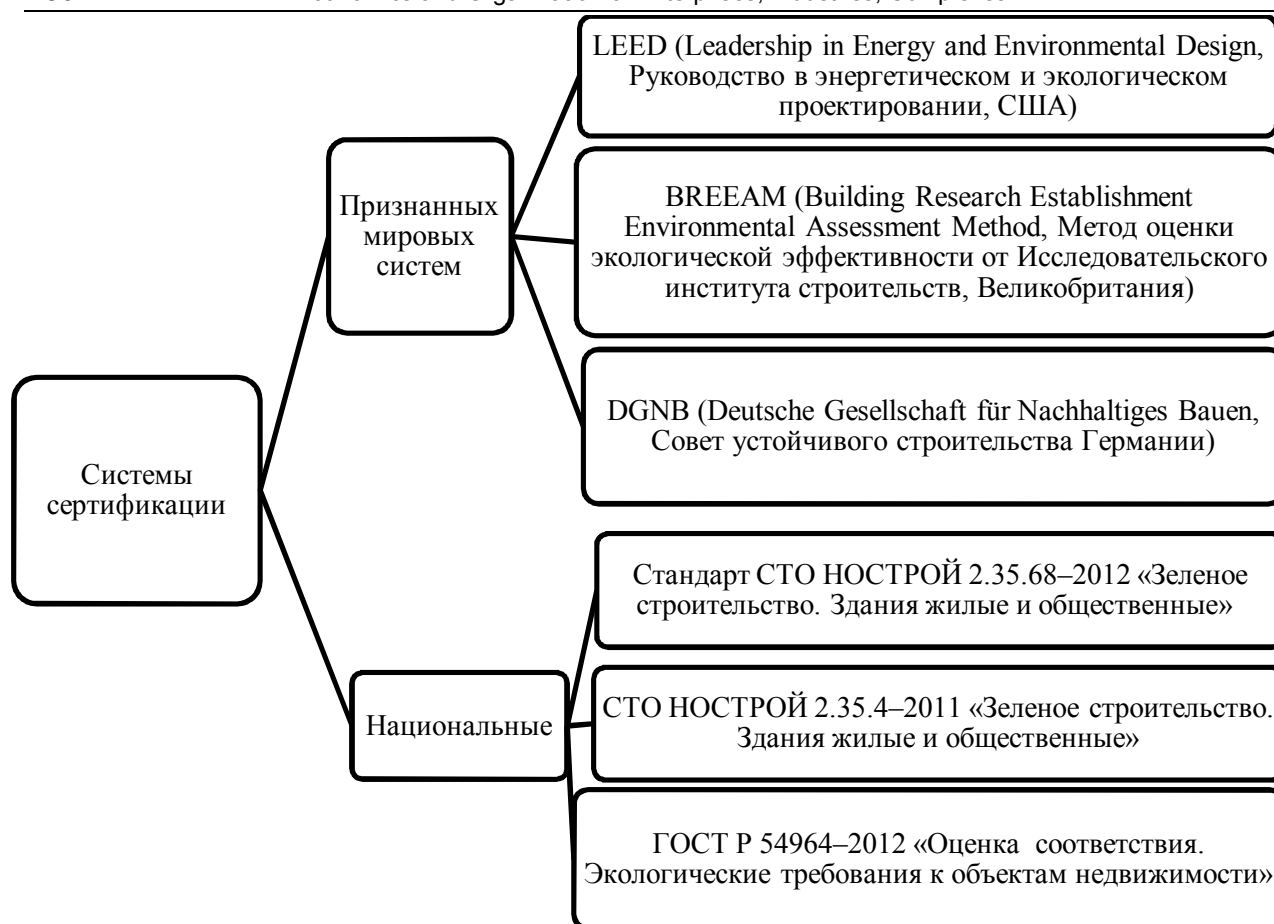 LEED (Leadership in Energy and Environmental Design,
Руководство в энергетическом и экологическом
проектировании, США)
Признанных
мировых
систем
BREEAM (Building Research Establishment
Environmental Assessment Method, Метод оценки
экологической эффективности от Исследовательского
института строительств, Великобритания)
DGNB (Deutsche Gesellschaft für Nachhaltiges Bauen,
Совет устойчивого строительства Германии)
Системы
сертификации
Стандарт СТО НОСТРОЙ 2.35.68–2012 «Зеленое
строительство. Здания жилые и общественные»
Национальные
СТО НОСТРОЙ 2.35.4–2011 «Зеленое строительство.
Здания жилые и общественные»
ГОСТ Р 54964–2012 «Оценка соответствия.
Экологические требования к объектам недвижимости»